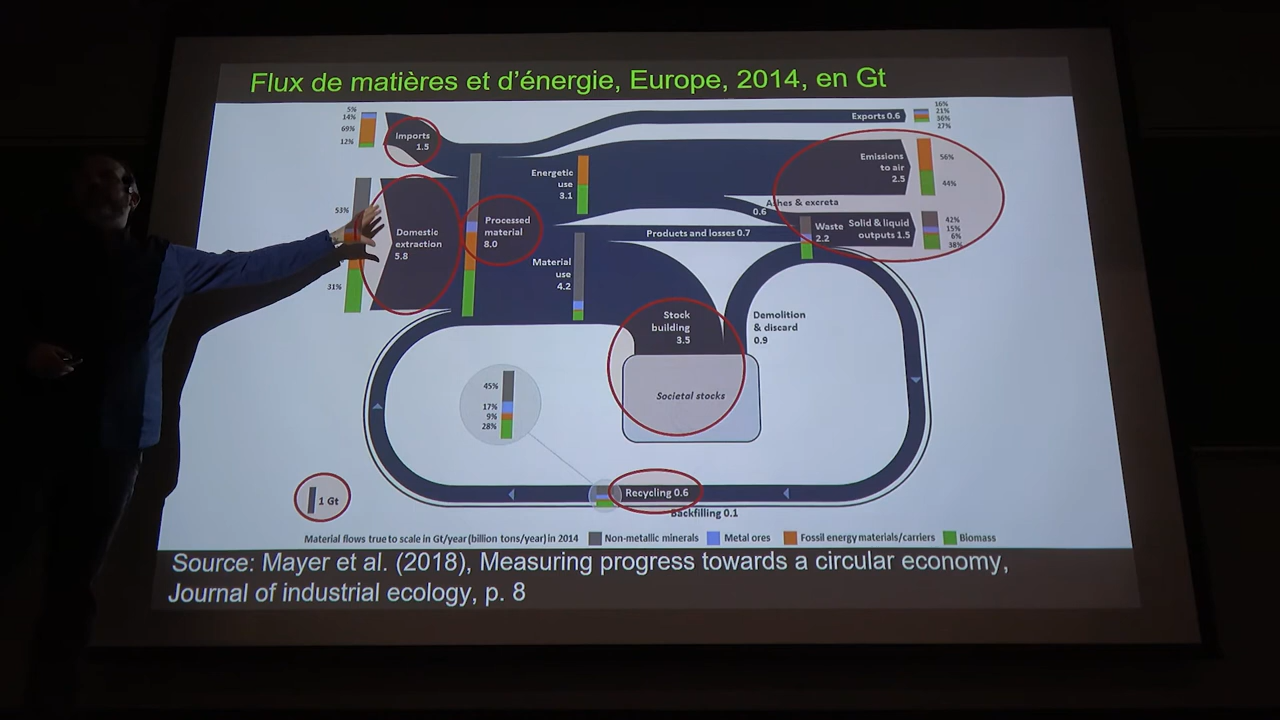 Flux de matières et d'énergie, Europe, 2014, en Gt
5%
14%
69%
12%
Imports
1.5
Exports 0.6
16%
21%
36%
27%
Energetic
use
3.1
Emissions
to air
2.5
56%
44%
53%
31%
Domestic
extraction
5.8
Processed
material
8.0
Ashes & excreta
0.6
Waste
2.2
Solid & liquid
outputs 1.5
42%
15%
6%
38%
Products and losses 0.7
Material
use
4.2
Stock
building
3.5
Demolition
& discard
0.9
Societal stocks
45%
17%
9%
28%
1 Gt
Recycling 0.6
Backfilling 0.1
Material flows true to scale in Gt/year (billion tons/year) in 2014
Non-metallic minerals
Metal ores
Fossil energy materials/carriers
Biomass
Source: Mayer et al. (2018), Measuring progress towards a circular economy,
Journal of industrial ecology, p. 8